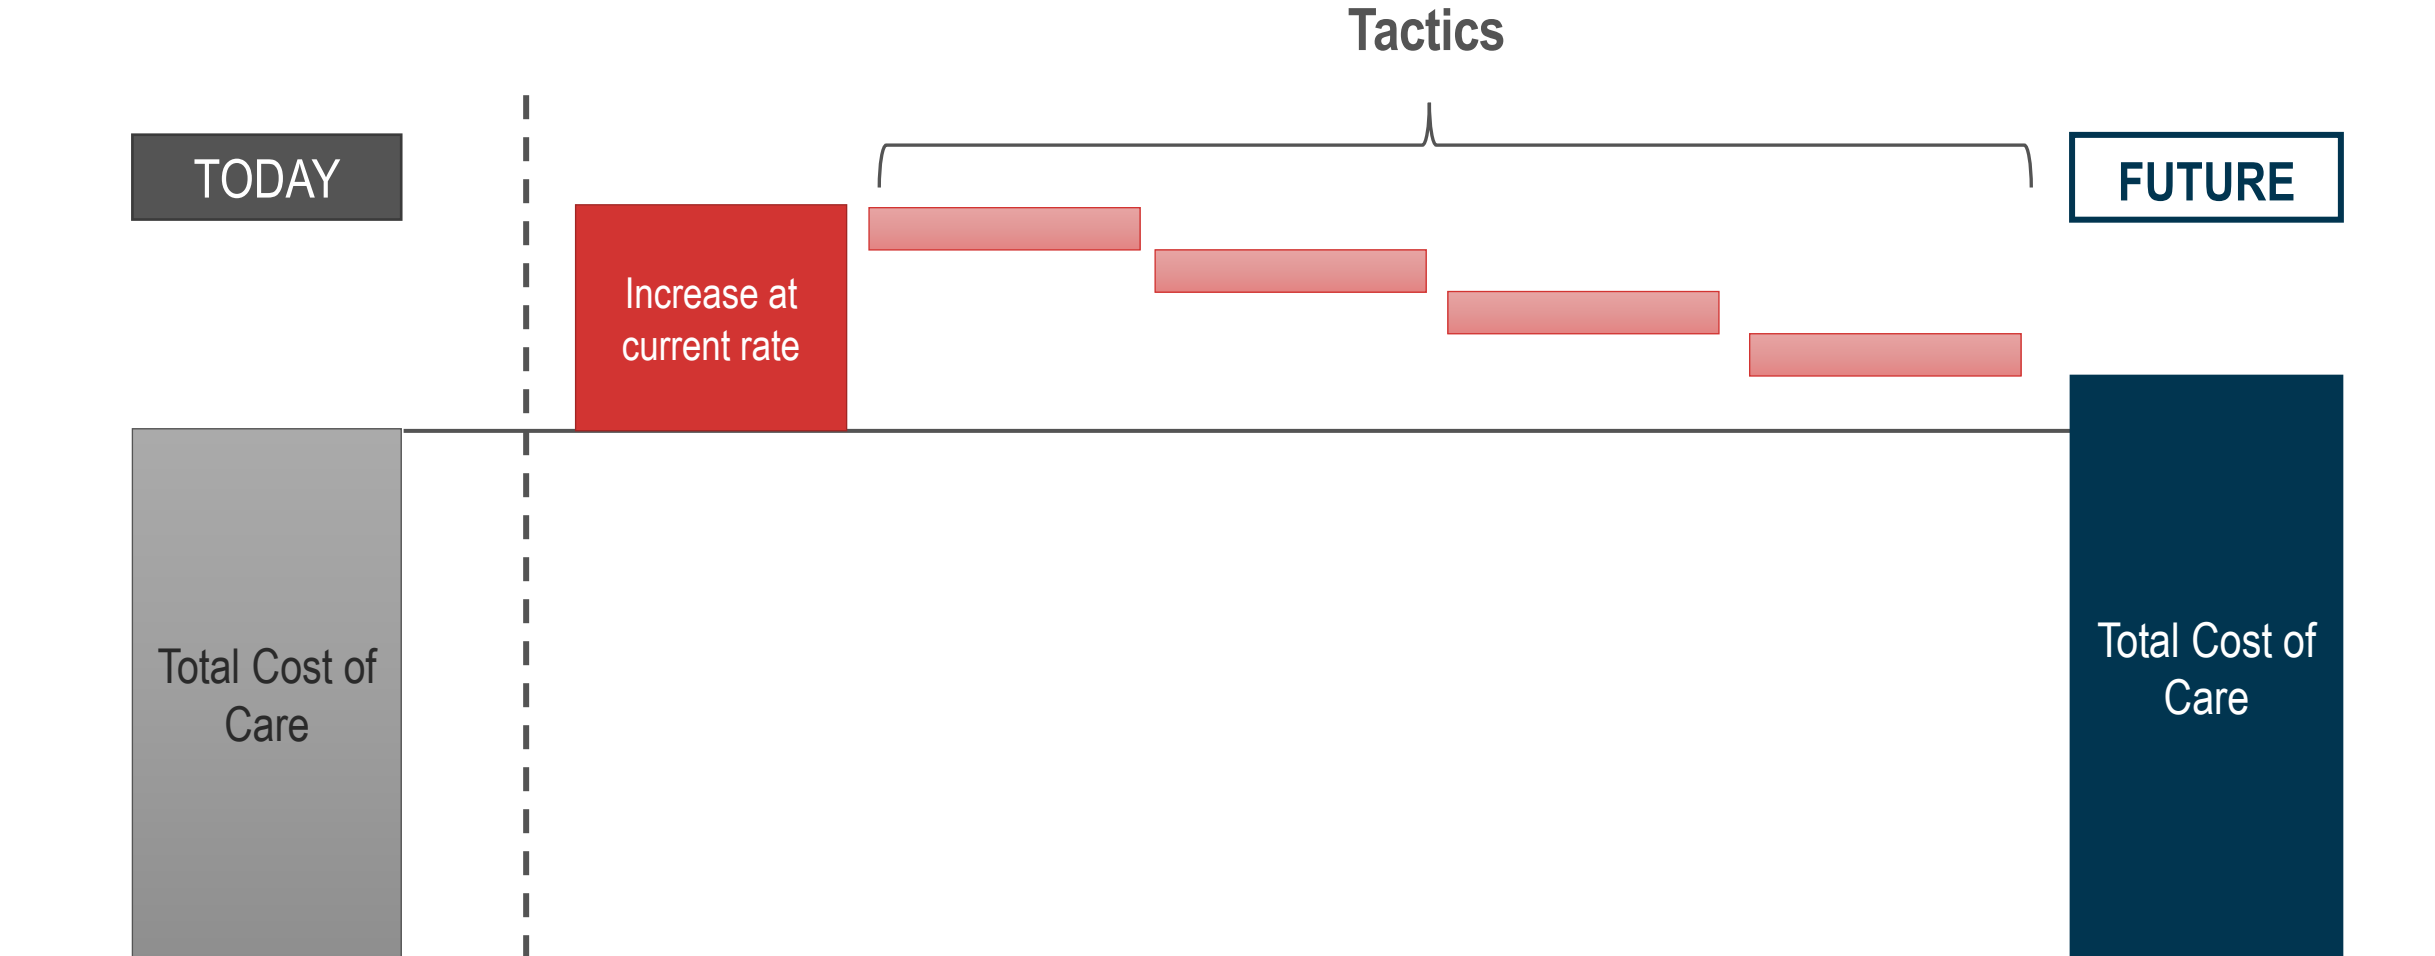 Tactics
TODAY
FUTURE
Increase at
current rate
Total Cost of
Care
Total Cost of
Care